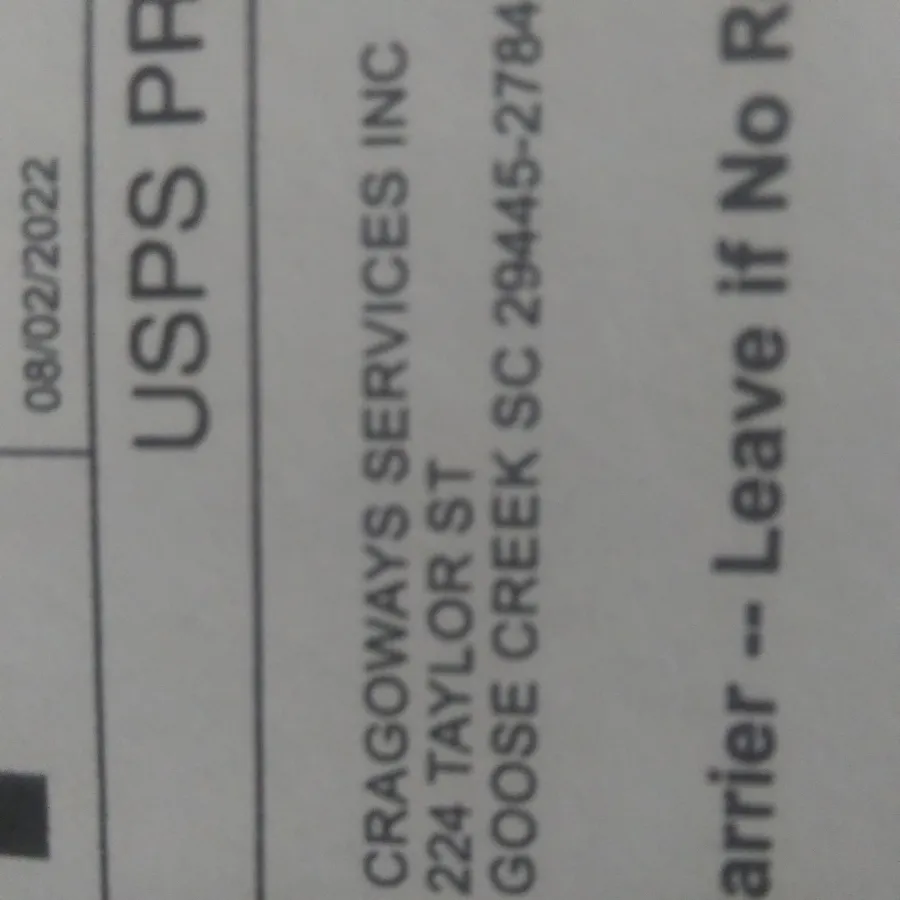 08/02/2022
USPS PR
CRAGOWAYS SERVICES INC
224 TAYLOR ST
GOOSE CREEK SC 29445-2784
arrier -- Leave if No R